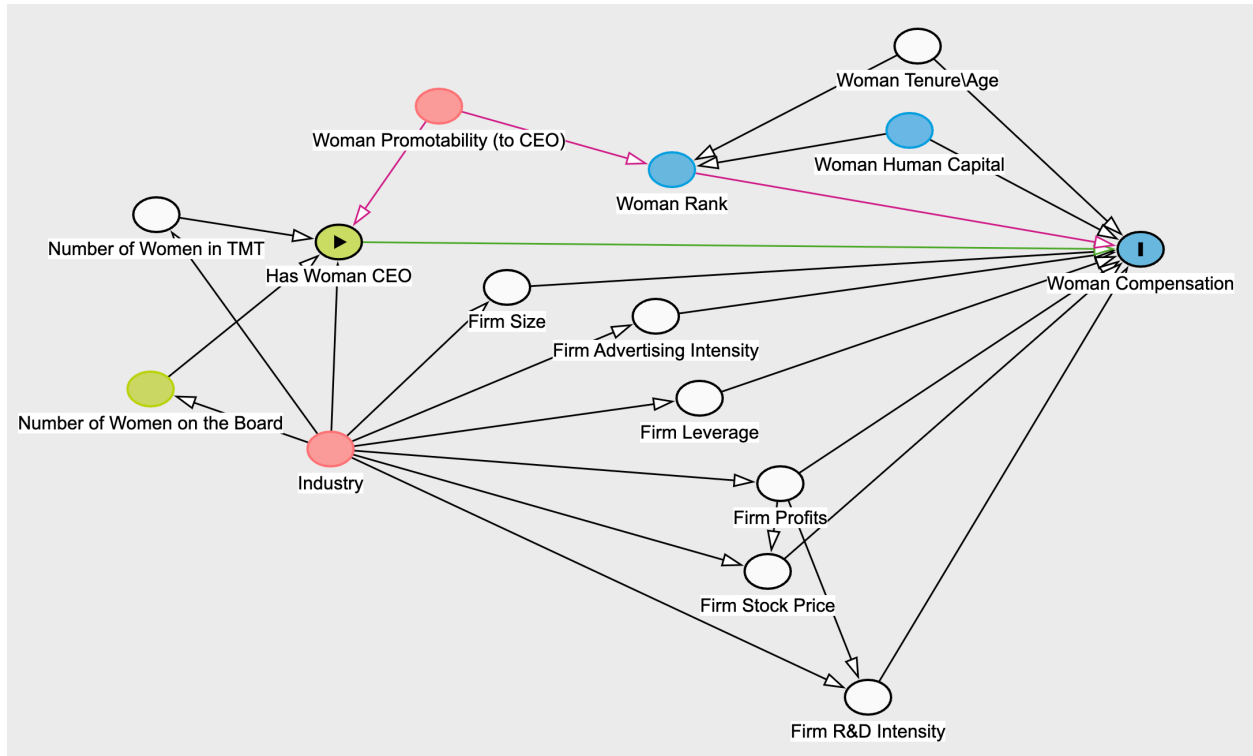 Woman Tenure\Age
Woman Promotability (to CEO)
Woman Human Capital
Woman Rank
Number of Women in TMT
Has Woman CEO
Woman Compensation
Firm Size
Firm Advertising Intensity
Number of Women on the Board
Firm Leverage
Industry
Firm Profits
Firm Stock Price
Firm R&D Intensity